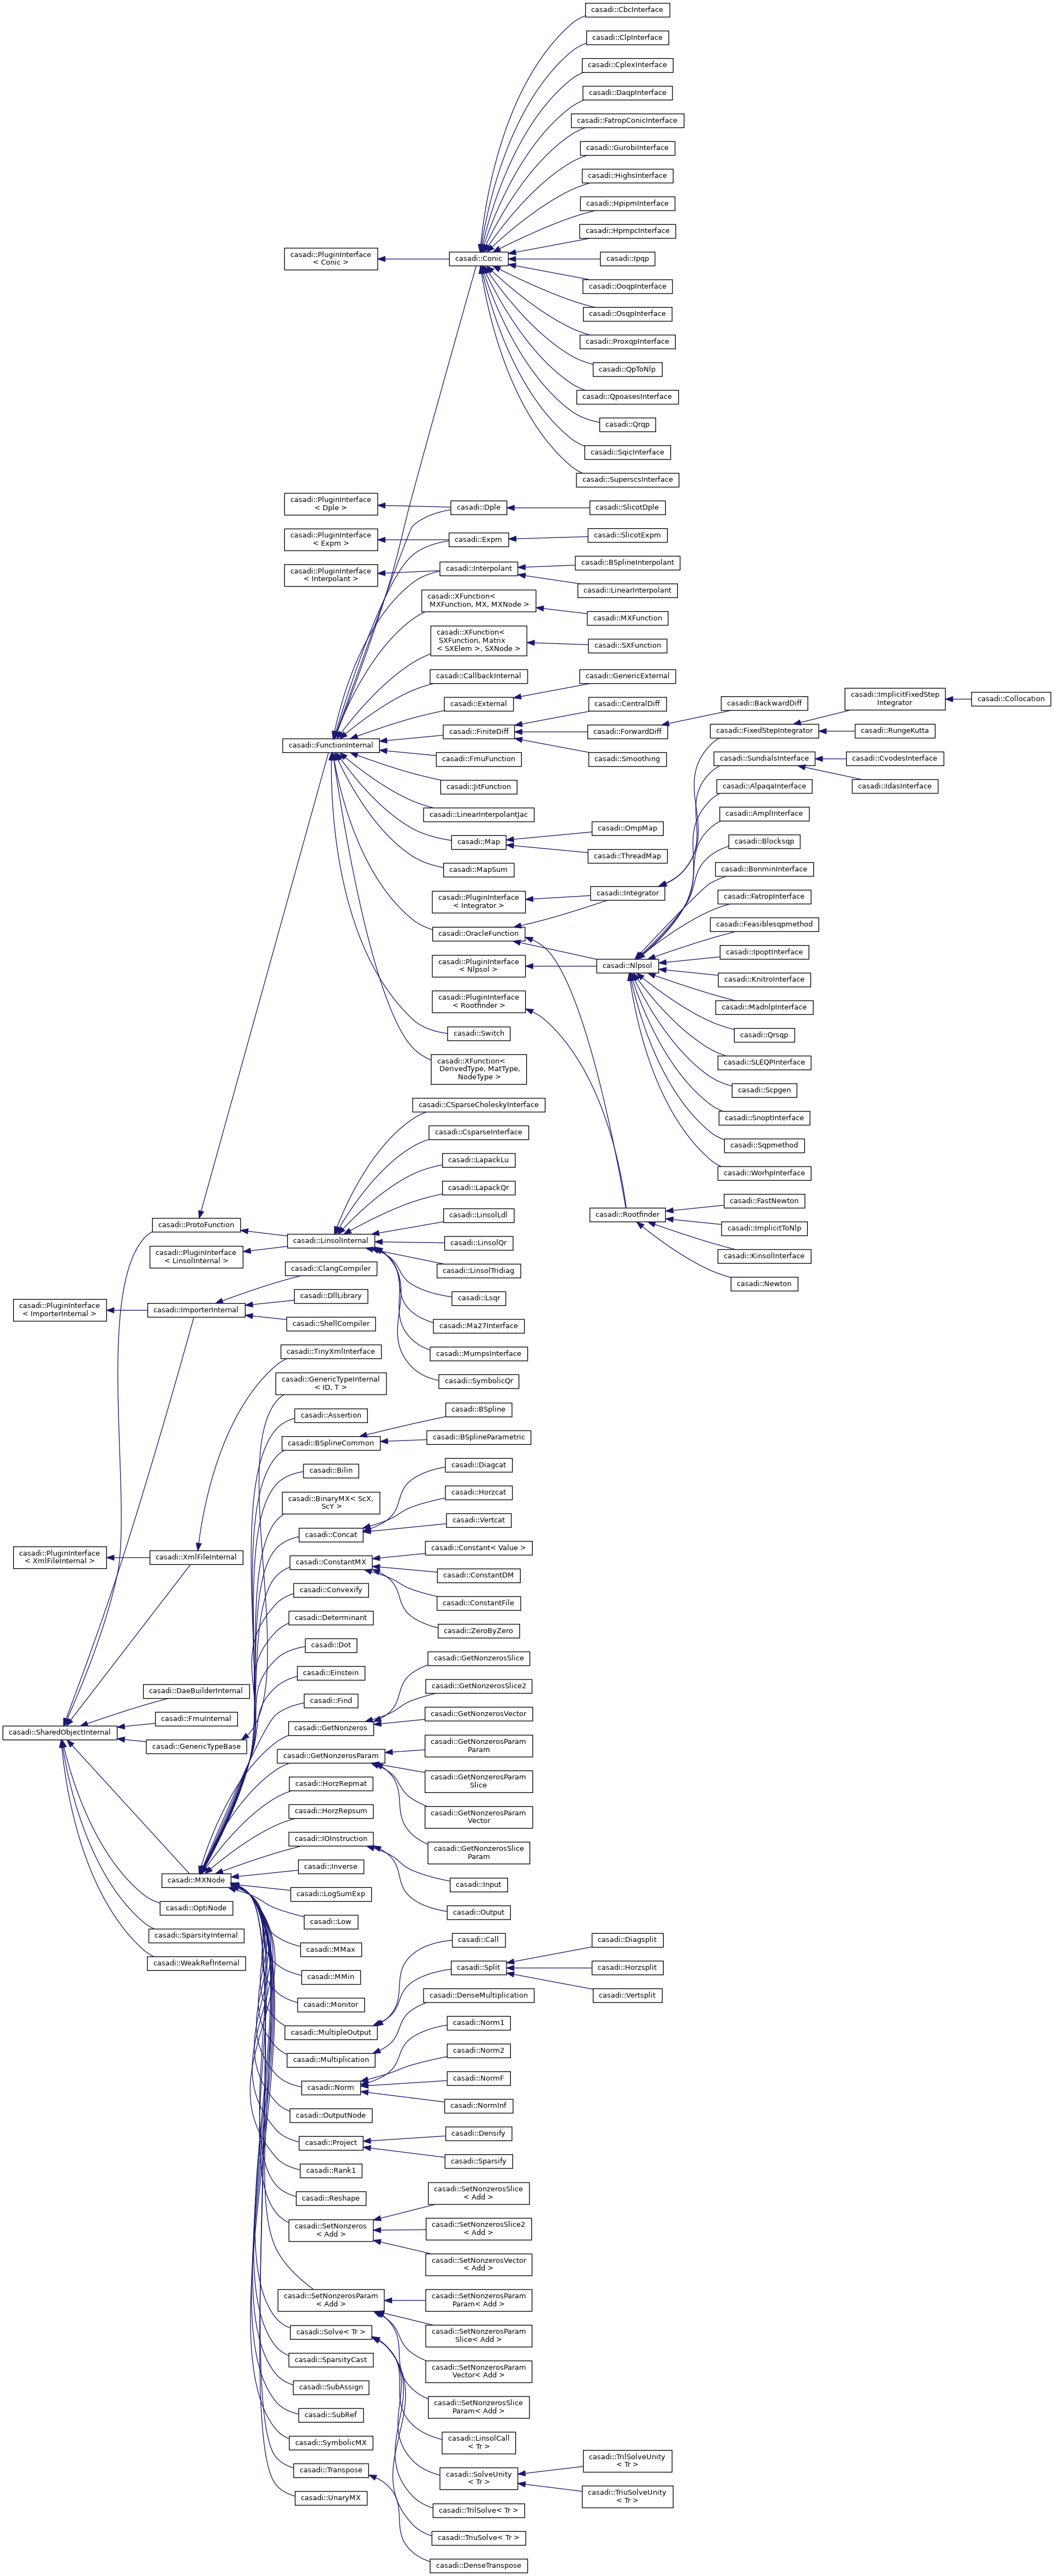 casadi::CbcInterface
casadi::ClpInterface
casadi::CplexInterface
casadi::DaqpInterface
casadi::FatropConicInterface
casadi::GurobiInterface
casadi::HighsInterface
casadi::HpipmInterface
casadi::HpmpcInterface
casadi::PluginInterface
< Conic >
casadi::Conic
casadi::Ipqp
casadi::OoqpInterface
casadi::OsqpInterface
casadi::ProxqpInterface
casadi::QpToNlp
casadi::QpoasesInterface
casadi::Qrqp
casadi::SqicInterface
casadi::SuperscsInterface
casadi::PluginInterface
< Dple >
casadi::Dple
casadi::SlicotDple
casadi::PluginInterface
< Expm >
casadi::Expm
casadi::SlicotExpm
casadi::PluginInterface
< Interpolant >
casadi::Interpolant
casadi::BSplineInterpolant
casadi::LinearInterpolant
casadi::XFunction<
MXFunction, MX, MXNode >
casadi::MXFunction
casadi::XFunction<
SXFunction, Matrix
< SXElem >, SXNode >
casadi::SXFunction
casadi::CallbackInternal
casadi::GenericExternal
casadi::External
casadi::CentralDiff
casadi::FiniteDiff
casadi::ForwardDiff
casadi::BackwardDiff
casadi::Smoothing
casadi::FunctionInternal
casadi::FmuFunction
casadi::JitFunction
casadi::LinearInterpolantJac
casadi::Map
casadi::OmpMap
casadi::ThreadMap
casadi::MapSum
casadi::ImplicitFixedStep
Integrator
casadi::Collocation
casadi::FixedStepIntegrator
casadi::RungeKutta
casadi::SundialsInterface
casadi::CvodesInterface
casadi::IdasInterface
casadi::AlpaqaInterface
casadi::AmplInterface
casadi::Blocksqp
casadi::BonminInterface
casadi::FatropInterface
casadi::Feasiblesqpmethod
casadi::IpoptInterface
casadi::KnitroInterface
casadi::MadnlpInterface
casadi::Qrsqp
casadi::SLEQPInterface
casadi::Scpgen
casadi::SnoptInterface
casadi::Sqpmethod
casadi::WorhpInterface
casadi::PluginInterface
< Integrator >
casadi::Integrator
casadi::OracleFunction
casadi::PluginInterface
< Nlpsol >
casadi::Nlpsol
casadi::PluginInterface
< Rootfinder >
casadi::Switch
casadi::XFunction<
DerivedType, MatType,
NodeType >
casadi::Rootfinder
casadi::FastNewton
casadi::ImplicitToNlp
casadi::KinsolInterface
casadi::Newton
casadi::CSparseCholeskyInterface
casadi::CsparseInterface
casadi::LapackLu
casadi::LapackQr
casadi::LinsolLdl
casadi::LinsolQr
casadi::LinsolTridiag
casadi::Lsqr
casadi::Ma27Interface
casadi::MumpsInterface
casadi::SymbolicQr
casadi::ProtoFunction
casadi::LinsolInternal
casadi::PluginInterface
< LinsolInternal >
casadi::ClangCompiler
casadi::DllLibrary
casadi::PluginInterface
< ImporterInternal >
casadi::ImporterInternal
casadi::ShellCompiler
casadi::TinyXmlInterface
casadi::GenericTypeInternal
< ID, T >
casadi::Assertion
casadi::BSplineCommon
casadi::BSpline
casadi::BSplineParametric
casadi::Bilin
casadi::BinaryMX< ScX,
ScY >
casadi::Concat
casadi::Diagcat
casadi::Horzcat
casadi::Vertcat
casadi::PluginInterface
< XmlFileInternal >
casadi::XmlFileInternal
casadi::ConstantMX
casadi::Constant< Value >
casadi::ConstantDM
casadi::ConstantFile
casadi::ZeroByZero
casadi::Convexify
casadi::Determinant
casadi::Dot
casadi::Einstein
casadi::Find
casadi::GetNonzeros
casadi::GetNonzerosSlice
casadi::GetNonzerosSlice2
casadi::GetNonzerosVector
casadi::DaeBuilderInternal
casadi::FmuInternal
casadi::SharedObjectInternal
casadi::GenericTypeBase
casadi::GetNonzerosParam
casadi::GetNonzerosParam
Param
casadi::GetNonzerosParam
Slice
casadi::GetNonzerosParam
Vector
casadi::GetNonzerosSlice
Param
casadi::HorzRepmat
casadi::HorzRepsum
casadi::IOInstruction
casadi::Input
casadi::Output
casadi::Inverse
casadi::MXNode
casadi::LogSumExp
casadi::OptiNode
casadi::Low
casadi::SparsityInternal
casadi::MMax
casadi::WeakRefInternal
casadi::MMin
casadi::Monitor
casadi::MultipleOutput
casadi::Call
casadi::Split
casadi::Diagsplit
casadi::Horzsplit
casadi::Vertsplit
casadi::DenseMultiplication
casadi::Multiplication
casadi::Norm
casadi::Norm1
casadi::Norm2
casadi::NormF
casadi::NormInf
casadi::OutputNode
casadi::Project
casadi::Densify
casadi::Sparsify
casadi::Rank1
casadi::Reshape
casadi::SetNonzeros
< Add >
casadi::SetNonzerosSlice
< Add >
casadi::SetNonzerosSlice2
< Add >
casadi::SetNonzerosVector
< Add >
casadi::SetNonzerosParam
< Add >
casadi::SetNonzerosParam
Param< Add >
casadi::SetNonzerosParam
Slice< Add >
casadi::SetNonzerosParam
Vector< Add >
casadi::SetNonzerosSlice
Param< Add >
casadi::Solve< Tr >
casadi::SparsityCast
casadi::SubAssign
casadi::SubRef
casadi::SymbolicMX
casadi::Transpose
casadi::UnaryMX
casadi::LinsolCall
< Tr >
casadi::SolveUnity
< Tr >
casadi::TrilSolveUnity
< Tr >
casadi::TriuSolveUnity
< Tr >
casadi::TrilSolve< Tr >
casadi::TriuSolve< Tr >
casadi::DenseTranspose